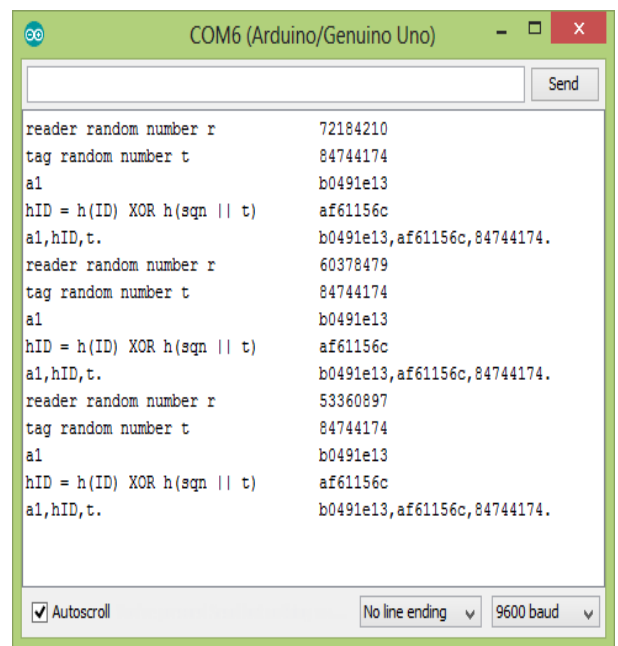 COM6 (Arduino/Genuino Uno)
Send
reader random number r 72184210
tag random number t 84744174
a1 b0491e13
hID = h(ID) XOR h(sqn || t) af61156c
a1,hID,t. b0491e13,af61156c,84744174.
reader random number r 60378479
tag random number t 84744174
a1 b0491e13
hID = h(ID) XOR h(sqn || t) af61156c
a1,hID,t. b0491e13,af61156c,84744174.
reader random number r 53360897
tag random number t 84744174
a1 b0491e13
hID = h(ID) XOR h(sqn || t) af61156c
a1,hID,t. b0491e13,af61156c,84744174.
Autoscroll No line ending 9600 baud